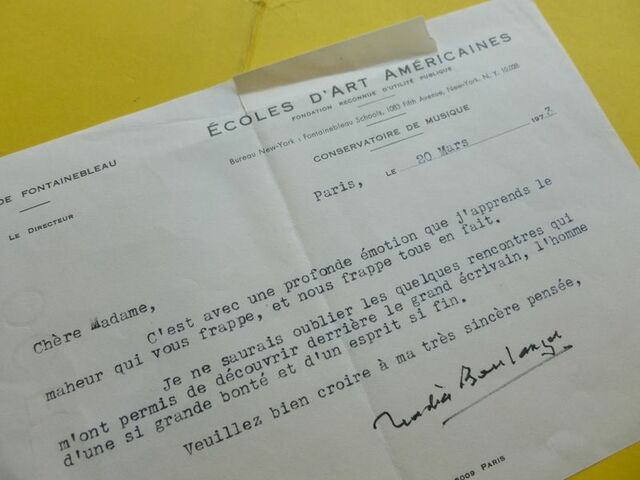 ÉCOLES D'ART AMÉRICAINES
FONDATION RECONNUE D'UTILITÉ PUBLIQUE
Bureau New-York : Fontainebleau Schools, 1083 Fifth Avenue, New-York, N.Y. 10028
DE FONTAINEBLEAU
CONSERVATOIRE DE MUSIQUE
LE DIRECTEUR
Paris, LE 20 Mars 197
Chère Madame,
C'est avec une profonde émotion que j'apprends le
maheur qui vous frappe, et nous frappe tous en fait.
Je ne saurais oublier les quelques rencontres qui
m'ont permis de découvrir derrière le grand écrivain, l'homme
d'une si grande bonté et d'un esprit si fin.
Veuillez bien croire à ma très sincère pensée,
Nadia Boulanger
PARIS